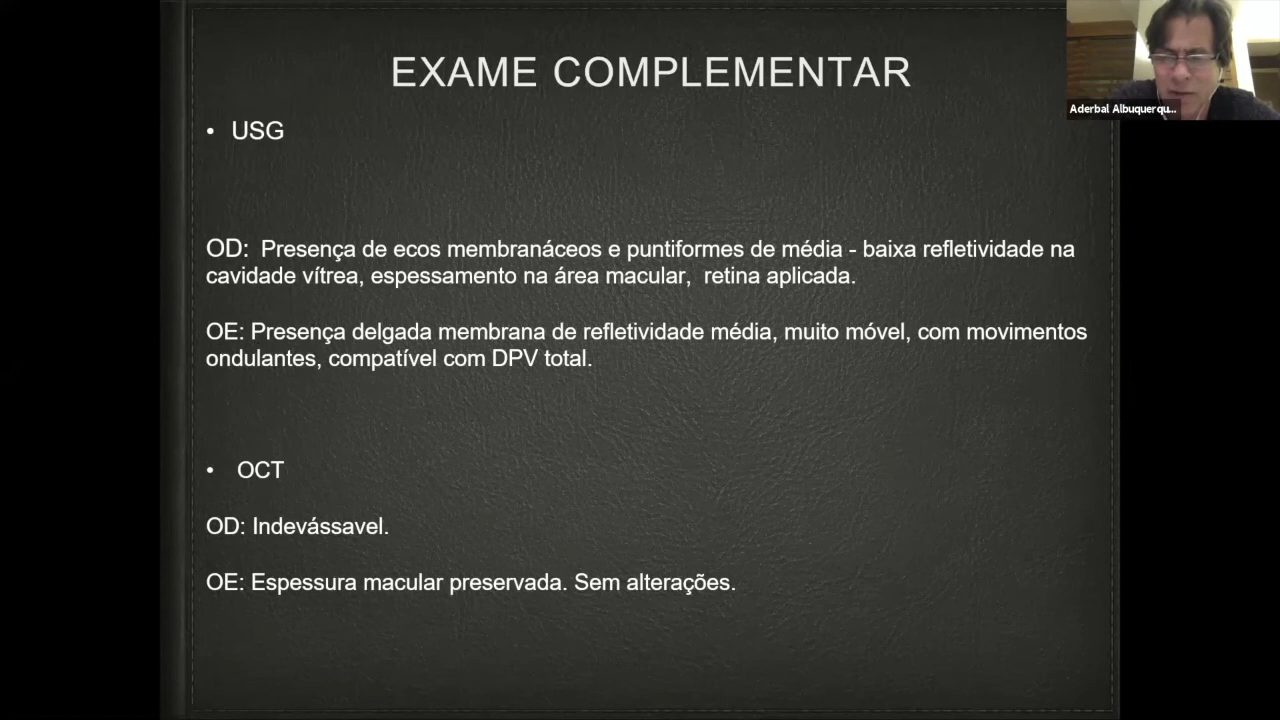 EXAME COMPLEMENTAR
Aderbal Albuquerqu...
• USG
OD: Presença de ecos membranáceos e puntiformes de média - baixa refletividade na
cavidade vítrea, espessamento na área macular, retina aplicada.
OE: Presença delgada membrana de refletividade média, muito móvel, com movimentos
ondulantes, compatível com DPV total.
• OCT
OD: Indevássavel.
OE: Espessura macular preservada. Sem alterações.